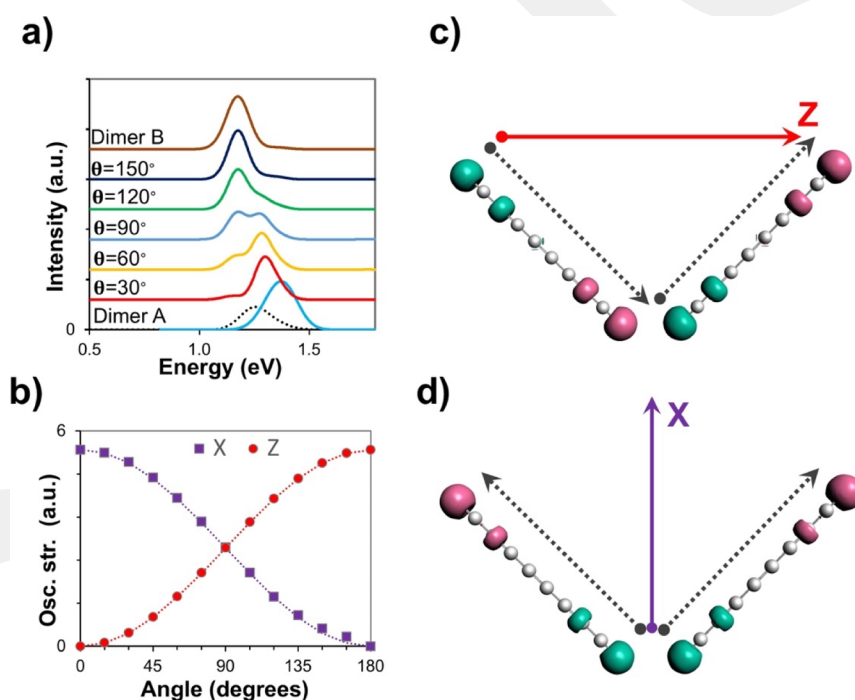 a)
Intensity (a.u.)
Dimer B
θ=150°
θ=120°
θ=90°
θ=60°
θ=30°
Dimer A
0
0.5 1.0 1.5
Energy (eV)
b)
Osc. str. (a.u.)
6
X Z
0
0 45 90 135 180
Angle (degrees)
c)
Z
d)
X